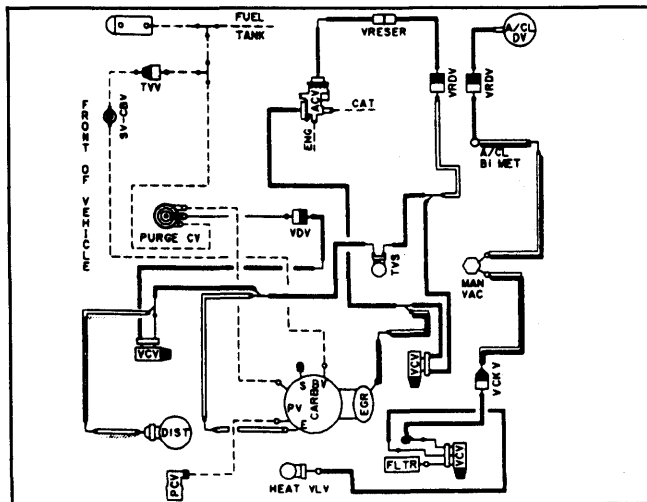 FUEL
TANK
VRESER
A/CL
DV
TVV
SV-CBV
ACV
CAT
ENG
VRDV
VRDV
A/CL
BI MET
FRONT OF VEHICLE
PURGE CV
VDV
TVS
MAN
VAC
VCV
S
BV
PV
CARB
E
EGR
VCV
VCKV
DIST
PCV
HEAT VLV
FLTR
VCV